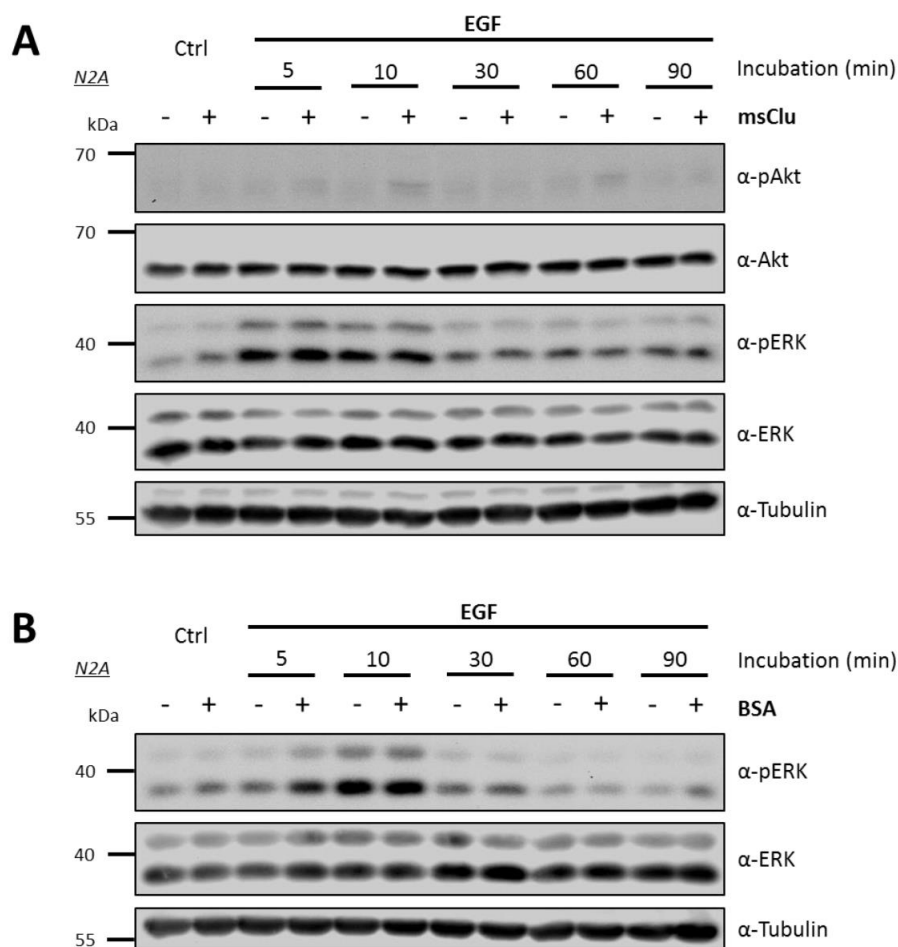 A
EGF
Ctrl
N2A
5 10 30 60 90 Incubation (min)
kDa
- + - + - + - + - + - + msClu
70
α-pAkt
70
α-Akt
40
α-pERK
40
α-ERK
55
α-Tubulin
B
EGF
Ctrl
N2A
5 10 30 60 90 Incubation (min)
kDa
- + - + - + - + - + - + BSA
40
α-pERK
40
α-ERK
55
α-Tubulin